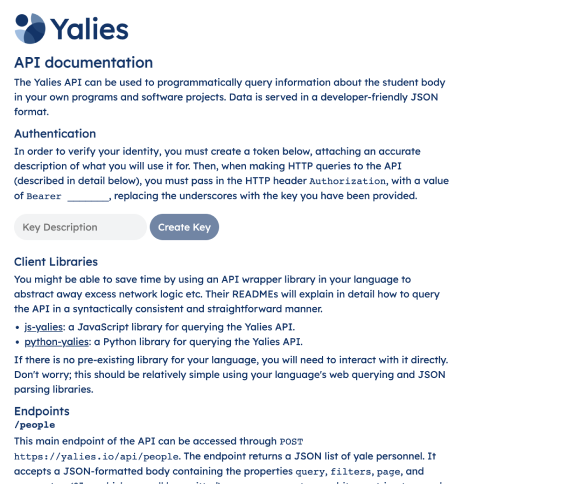 Yalies
API documentation
The Yalies API can be used to programmatically query information about the student body
in your own programs and software projects. Data is served in a developer-friendly JSON
format.
Authentication
In order to verify your identity, you must create a token below, attaching an accurate
description of what you will use it for. Then, when making HTTP queries to the API
(described in detail below), you must pass in the HTTP header Authorization, with a value
of Bearer _______, replacing the underscores with the key you have been provided.
Key Description Create Key
Client Libraries
You might be able to save time by using an API wrapper library in your language to
abstract away excess network logic etc. Their READMEs will explain in detail how to query
the API in a syntactically consistent and straightforward manner.
• js-yalies: a JavaScript library for querying the Yalies API.
• python-yalies: a Python library for querying the Yalies API.
If there is no pre-existing library for your language, you will need to interact with it directly.
Don't worry; this should be relatively simple using your language's web querying and JSON
parsing libraries.
Endpoints
/people
This main endpoint of the API can be accessed through POST
https://yalies.io/api/people. The endpoint returns a JSON list of yale personnel. It
accepts a JSON-formatted body containing the properties query, filters, page, and